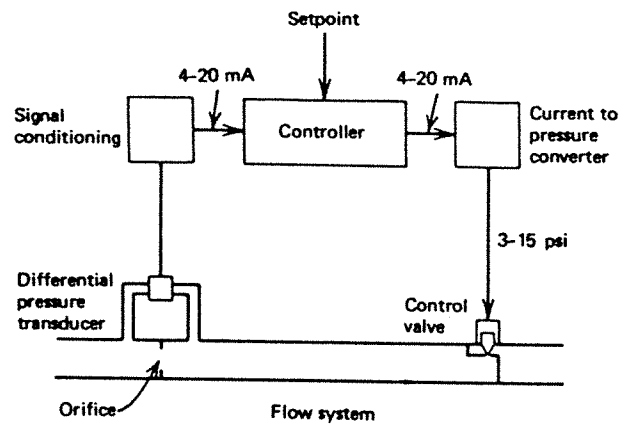 Setpoint
4-20 mA
4-20 mA
Signal
conditioning
Controller
Current to
pressure
converter
3-15 psi
Differential
pressure
transducer
Control
valve
Orifice
Flow system